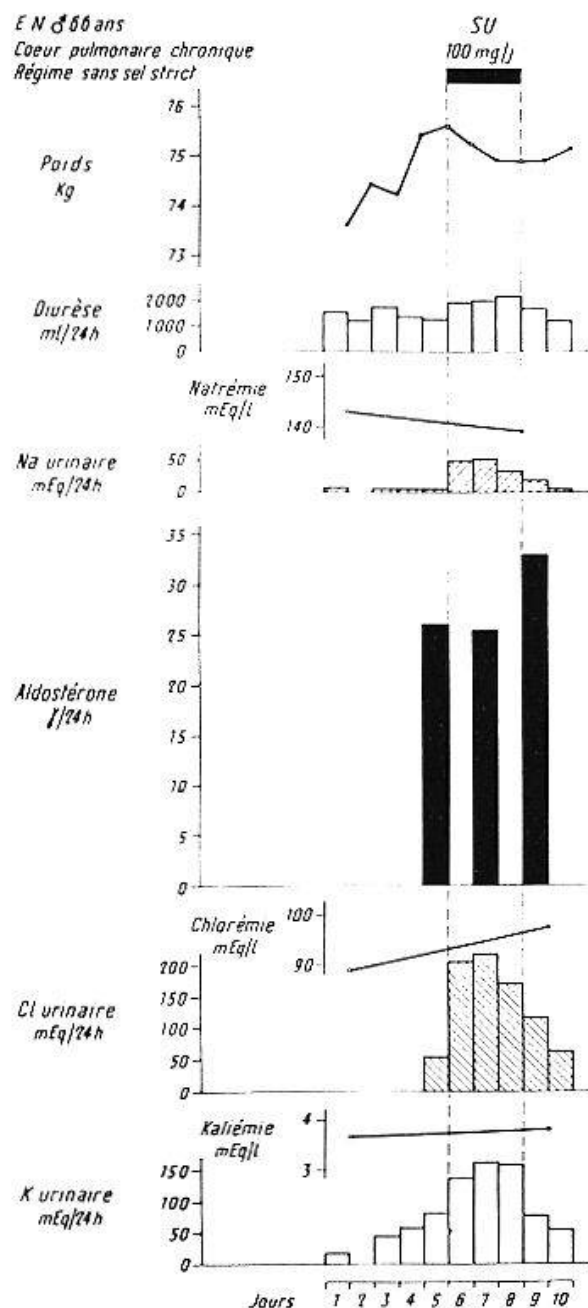 E N ♂ 66 ans
Coeur pulmonaire chronique
Régime sans sel strict
SU
100 mg/j
Poids
Kg
76
75
74
73
Diurèse
ml/24h
2000
1000
0
Natrémie
mEq/l
150
140
Na urinaire
mEq/24h
50
0
Aldostérone
γ/24h
35
30
25
20
15
10
5
0
Chlorémie
mEq/l
100
90
Cl urinaire
mEq/24h
200
150
100
50
0
Kaliémie
mEq/l
4
3
K urinaire
mEq/24h
150
100
50
0
Jours 1 2 3 4 5 6 7 8 9 10